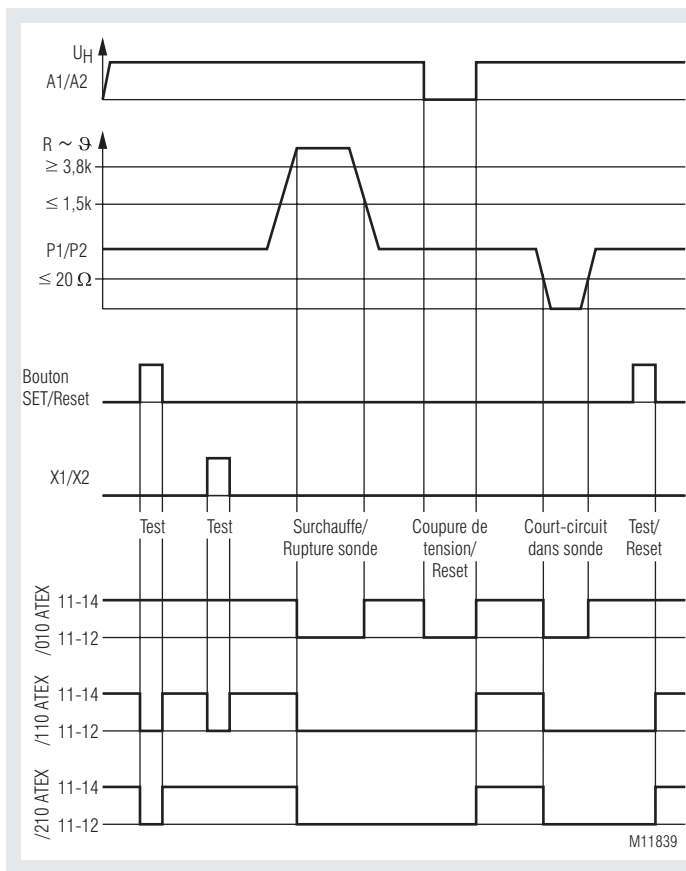 UH
A1/A2
R ~ ϑ
≥ 3,8k
≤ 1,5k
P1/P2
≤ 20 Ω
Bouton
SET/Reset
X1/X2
Test
Test
Surchauffe/
Rupture sonde
Coupure de
tension/
Reset
Court-circuit
dans sonde
Test/
Reset
/010 ATEX
11-14
11-12
/110 ATEX
11-14
11-12
/210 ATEX
11-14
11-12
M11839